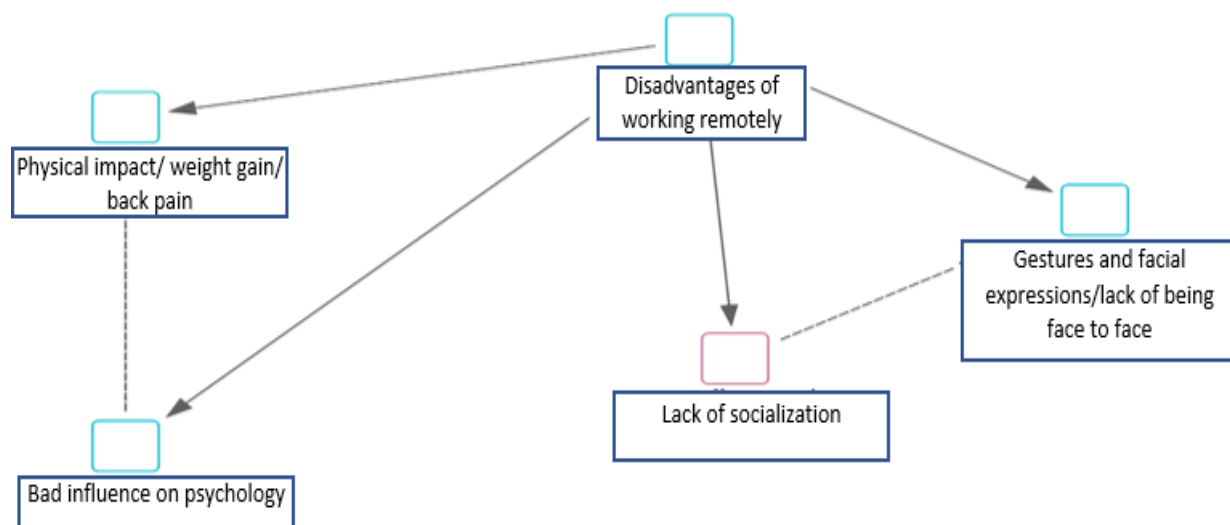 Disadvantages of
working remotely
Physical impact/ weight gain/
back pain
Gestures and facial
expressions/lack of being
face to face
Lack of socialization
Bad influence on psychology